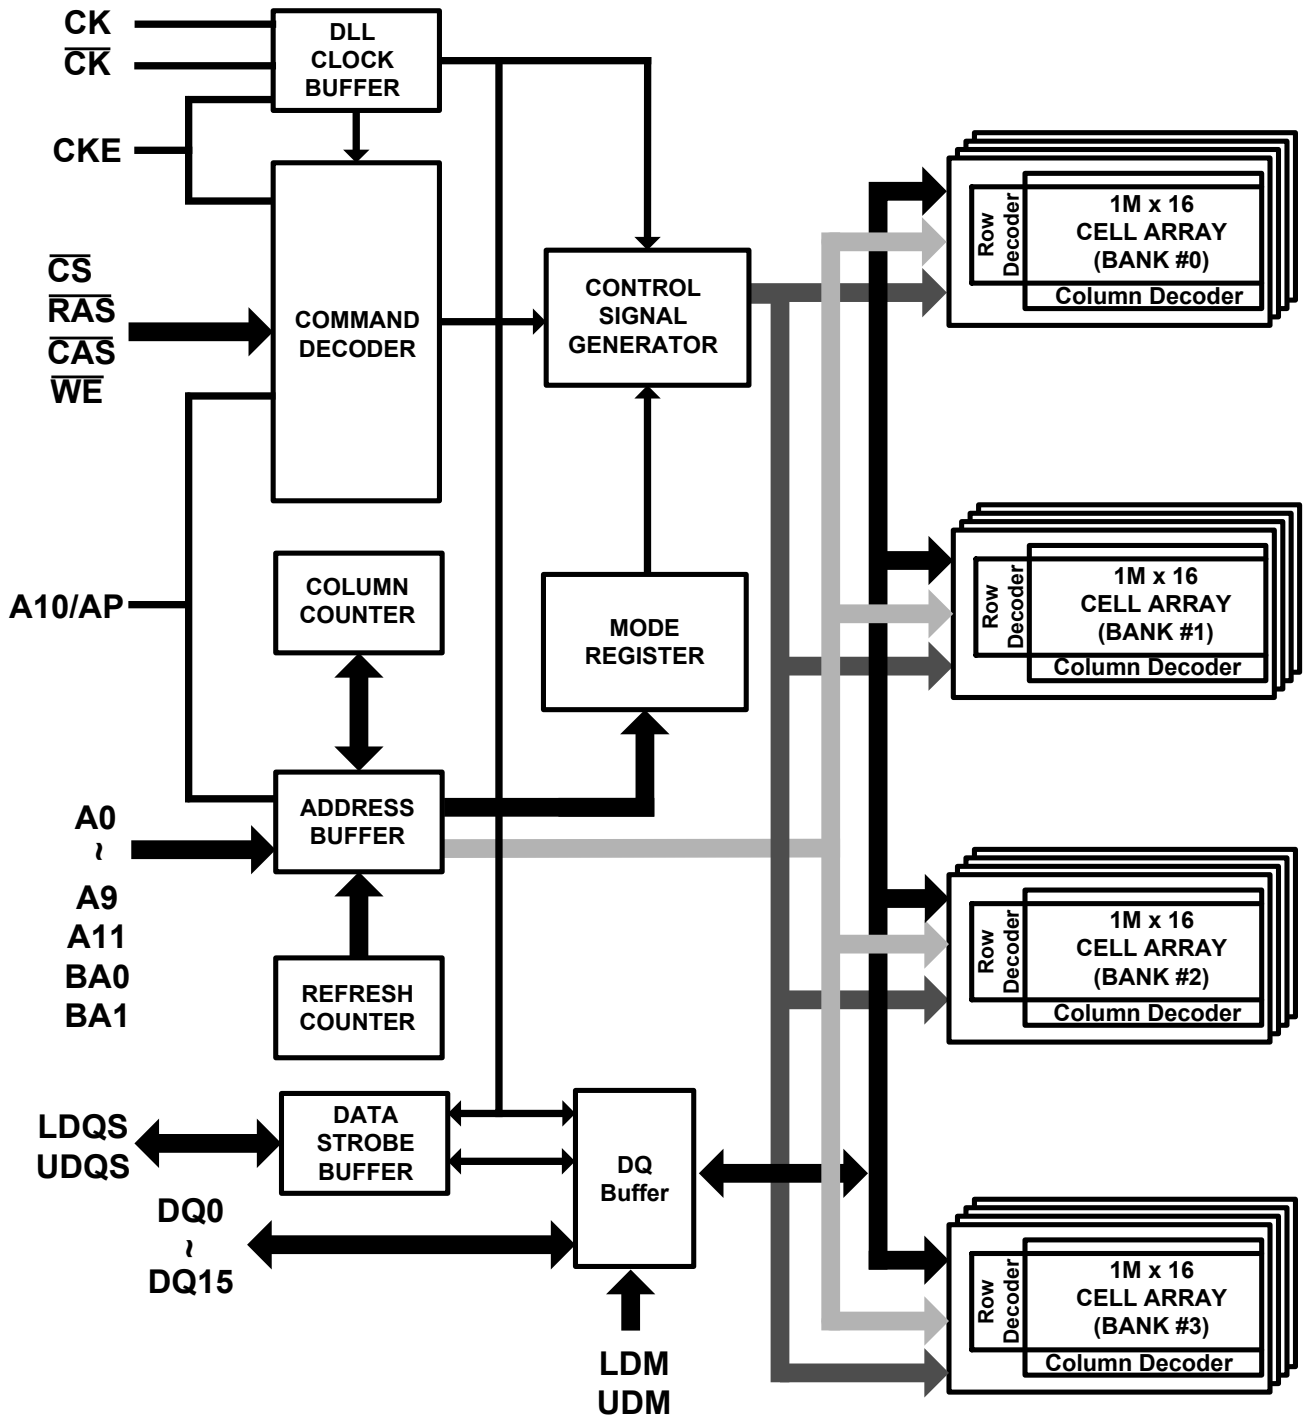 CK
CK
CKE
CS
RAS
CAS
WE
A10/AP
A0
~
A9
A11
BA0
BA1
LDQS
UDQS
DQ0
~
DQ15
DLL
CLOCK
BUFFER
COMMAND
DECODER
COLUMN
COUNTER
ADDRESS
BUFFER
REFRESH
COUNTER
DATA
STROBE
BUFFER
CONTROL
SIGNAL
GENERATOR
MODE
REGISTER
DQ
Buffer
LDM
UDM
Row
Decoder
1M x 16
CELL ARRAY
(BANK #0)
Column Decoder
Row
Decoder
1M x 16
CELL ARRAY
(BANK #1)
Column Decoder
Row
Decoder
1M x 16
CELL ARRAY
(BANK #2)
Column Decoder
Row
Decoder
1M x 16
CELL ARRAY
(BANK #3)
Column Decoder